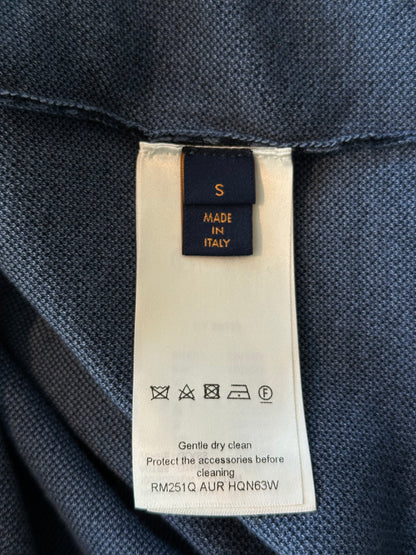 S
MADE
IN
ITALY
F
Gentle dry clean
Protect the accessories before
cleaning
RM251Q AUR HQN63W